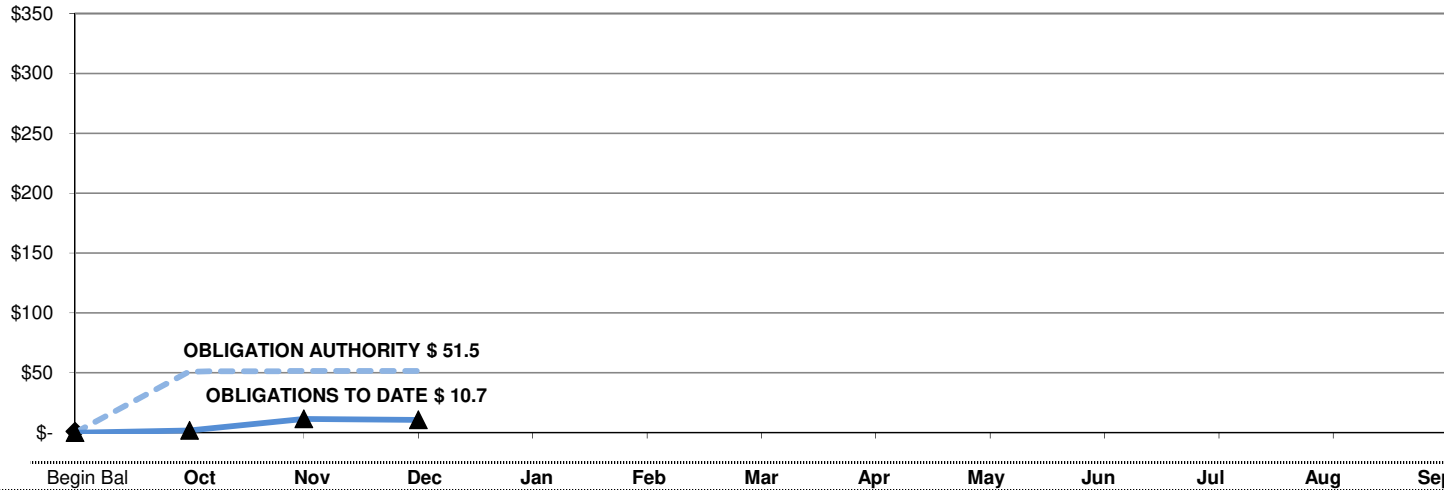 $350
$300
$250
$200
$150
$100
OBLIGATION AUTHORITY $ 51.5
$50
OBLIGATIONS TO DATE $ 10.7
$-
Begin Bal Oct Nov Dec Jan Feb Mar Apr May Jun Jul Aug Sep